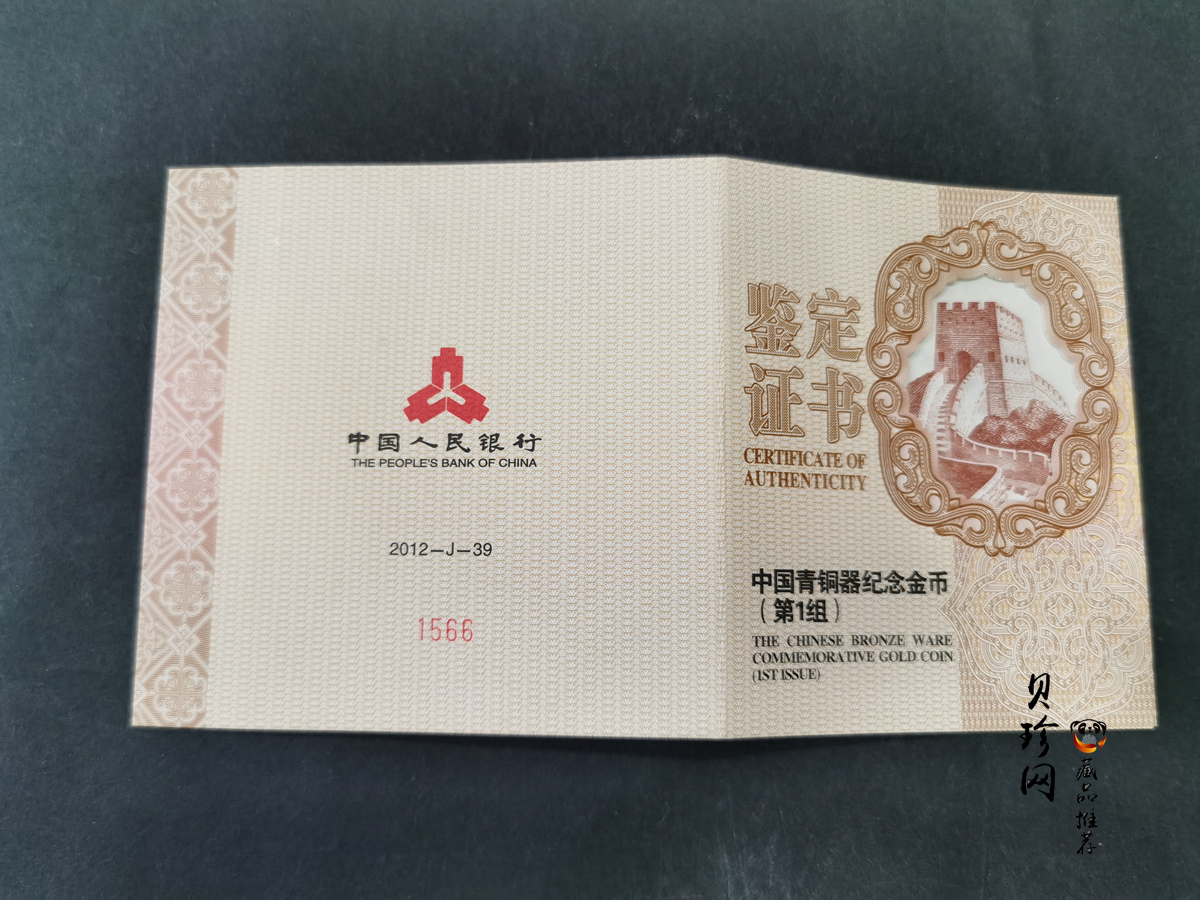 中国人民银行
THE PEOPLE'S BANK OF CHINA
2012—J—39
1566
鉴定
证书
CERTIFICATE OF
AUTHENTICITY
中国青铜器纪念金币
（第1组）
THE CHINESE BRONZE WARE
COMMEMORATIVE GOLD COIN
(1ST ISSUE)
贝珍网
藏品推荐